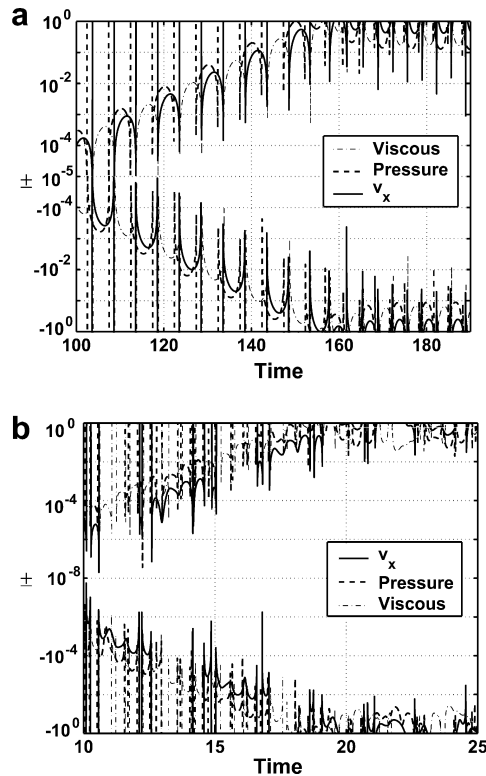 a
10^0
10^-2
10^-4
±10^-5
-10^-4
-10^-2
-10^0
100 120 140 160 180
Time
Viscous
Pressure
v_x
b
10^0
10^-4
±10^-8
-10^-4
-10^0
10 15 20 25
Time
v_x
Pressure
Viscous